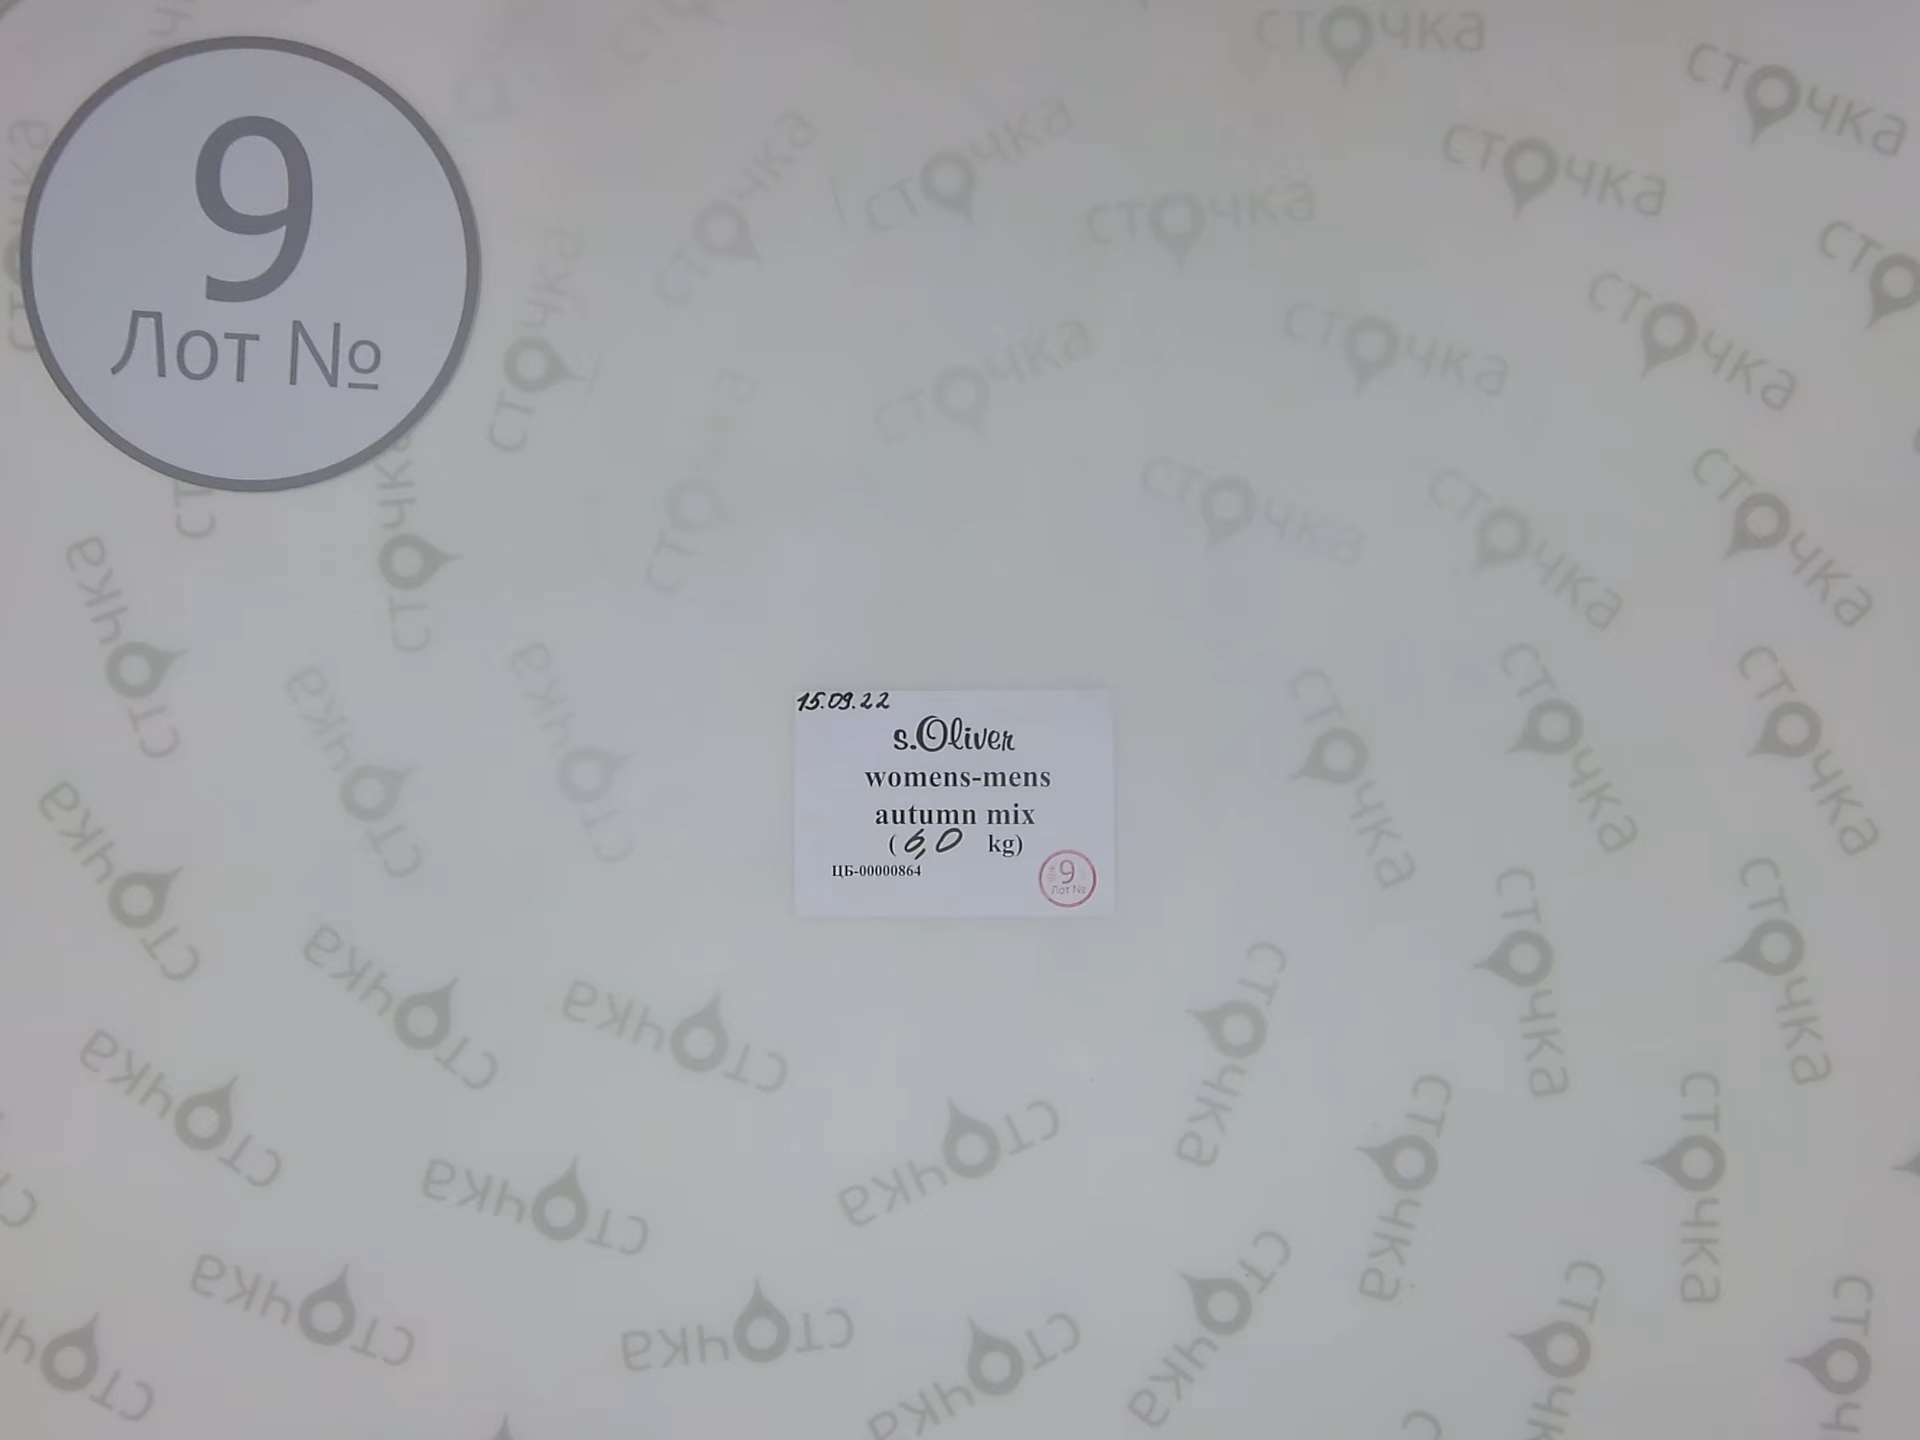 9
Лот №
15.09.22
s.Oliver
womens-mens
autumn mix
( 6,0 kg)
ЦБ-00000864
9
Лот №
сточка